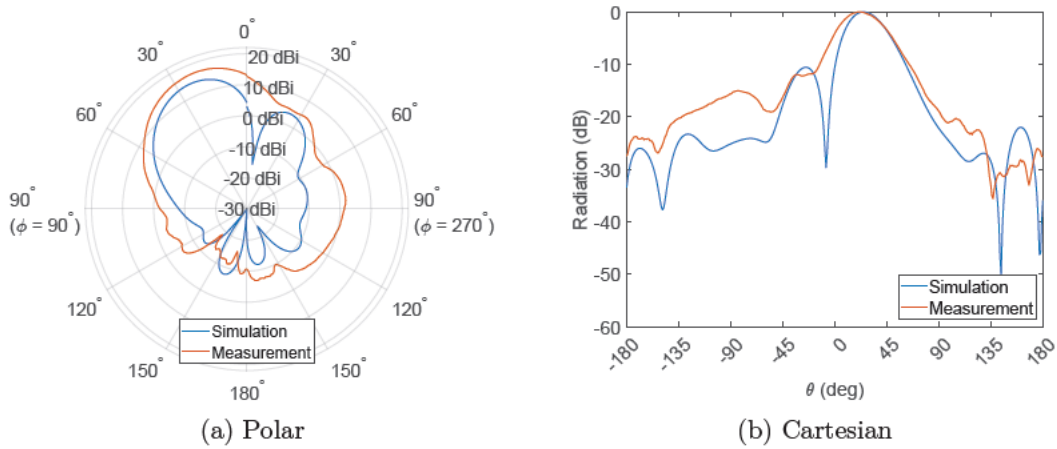 0°
30°
30°
20 dBi
10 dBi
60°
60°
0 dBi
-10 dBi
-20 dBi
90°
-30 dBi
90°
(ϕ = 90°)
(ϕ = 270°)
120°
120°
Simulation
Measurement
150°
150°
180°
(a) Polar
0
-10
-20
-30
-40
-50
-60
Radiation (dB)
Simulation
Measurement
-180
-135
-90
-45
0
45
90
135
180
θ (deg)
(b) Cartesian